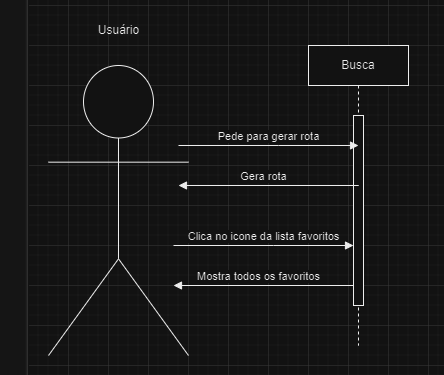 Usuário
Busca
Pede para gerar rota
Gera rota
Clica no icone da lista favoritos
Mostra todos os favoritos